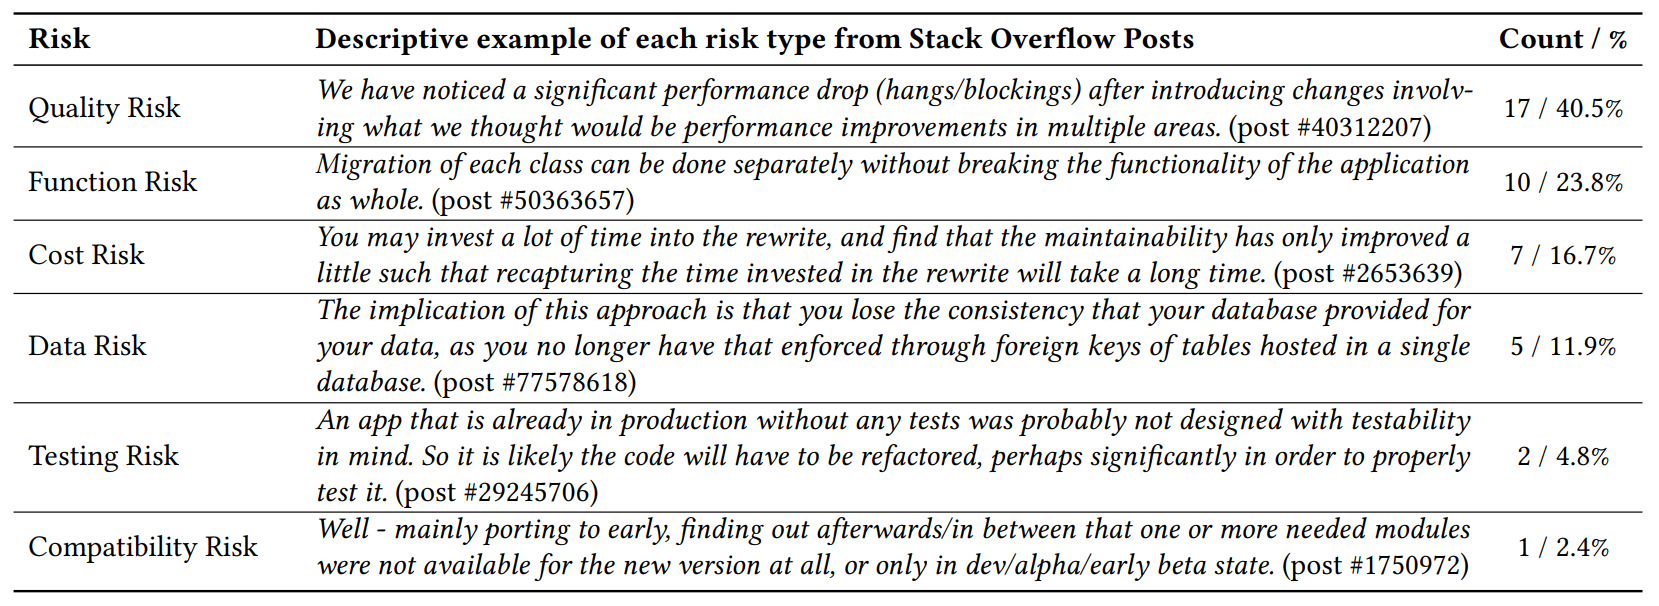 Risk Descriptive example of each risk type from Stack Overflow Posts Count / %
We have noticed a significant performance drop (hangs/blockings) after introducing changes involv-
Quality Risk 17 / 40.5%
ing what we thought would be performance improvements in multiple areas. (post #40312207)
Migration of each class can be done separately without breaking the functionality of the application
Function Risk 10 / 23.8%
as whole. (post #50363657)
You may invest a lot of time into the rewrite, and find that the maintainability has only improved a
Cost Risk 7 / 16.7%
little such that recapturing the time invested in the rewrite will take a long time. (post #2653639)
The implication of this approach is that you lose the consistency that your database provided for
Data Risk your data, as you no longer have that enforced through foreign keys of tables hosted in a single 5 / 11.9%
database. (post #77578618)
An app that is already in production without any tests was probably not designed with testability
Testing Risk in mind. So it is likely the code will have to be refactored, perhaps significantly in order to properly 2 / 4.8%
test it. (post #29245706)
Well - mainly porting to early, finding out afterwards/in between that one or more needed modules
Compatibility Risk 1 / 2.4%
were not available for the new version at all, or only in dev/alpha/early beta state. (post #1750972)